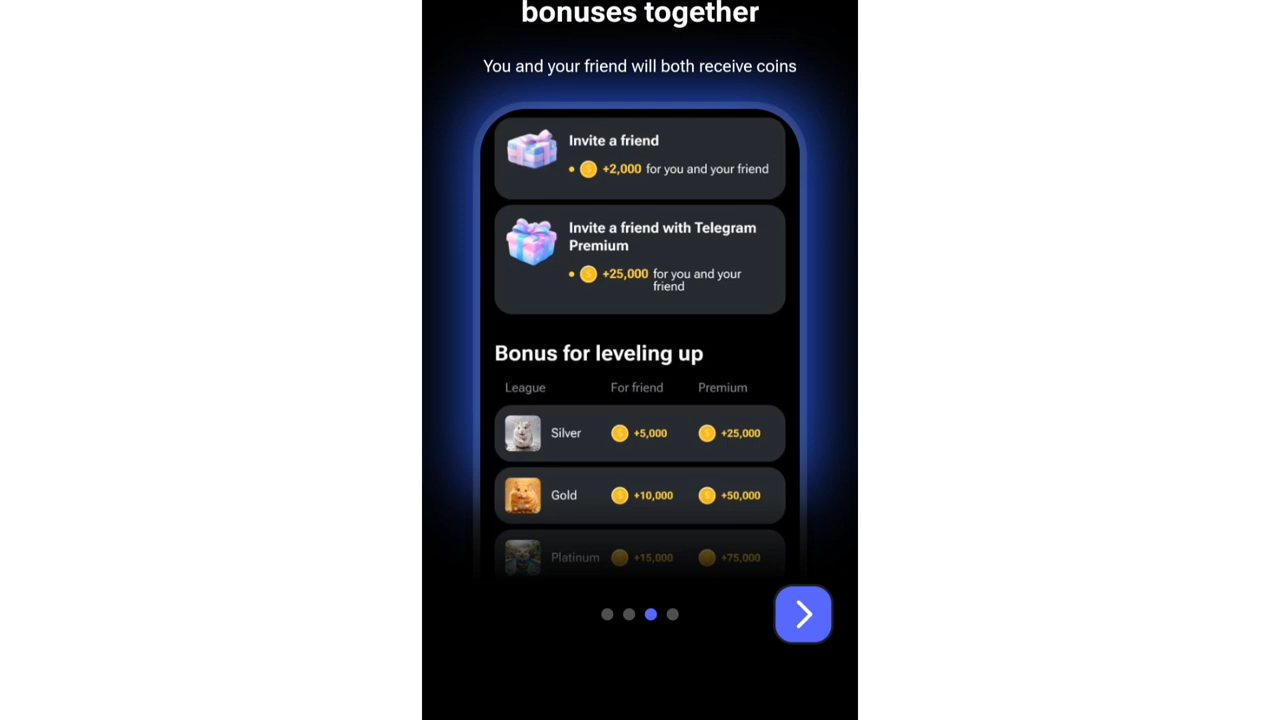 bonuses together
You and your friend will both receive coins
Invite a friend
+2,000 for you and your friend
Invite a friend with Telegram
Premium
+25,000 for you and your
friend
Bonus for leveling up
League For friend Premium
Silver +5,000 +25,000
Gold +10,000 +50,000
Platinum +15,000 +75,000